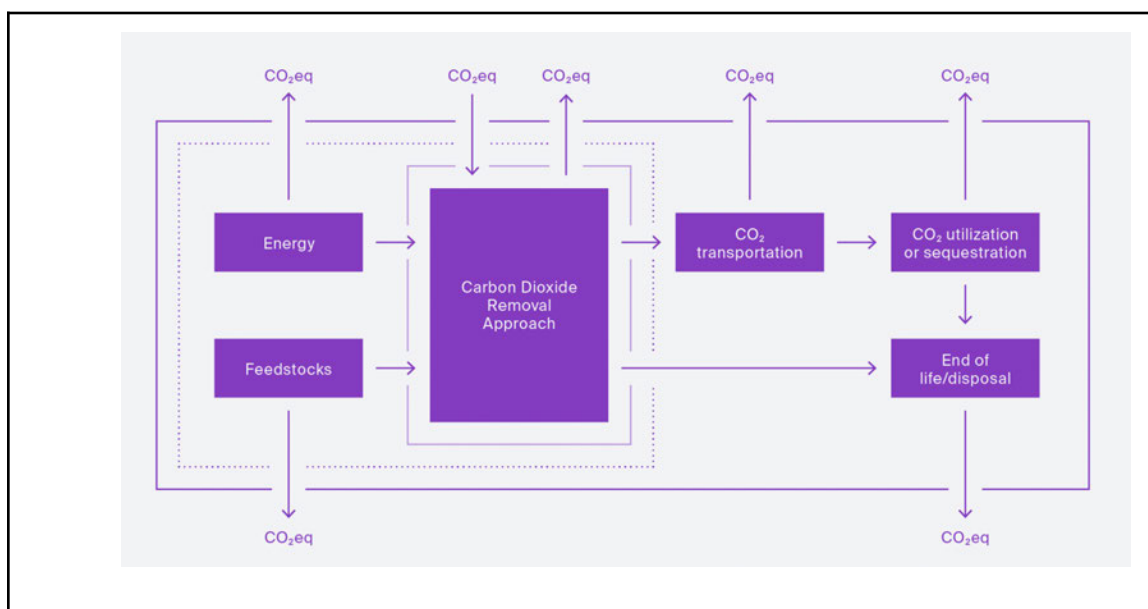 CO₂eq
CO₂eq
CO₂eq
CO₂eq
CO₂eq
Energy
Carbon Dioxide
Removal
Approach
CO₂
transportation
CO₂ utilization
or sequestration
Feedstocks
End of
life/disposal
CO₂eq
CO₂eq